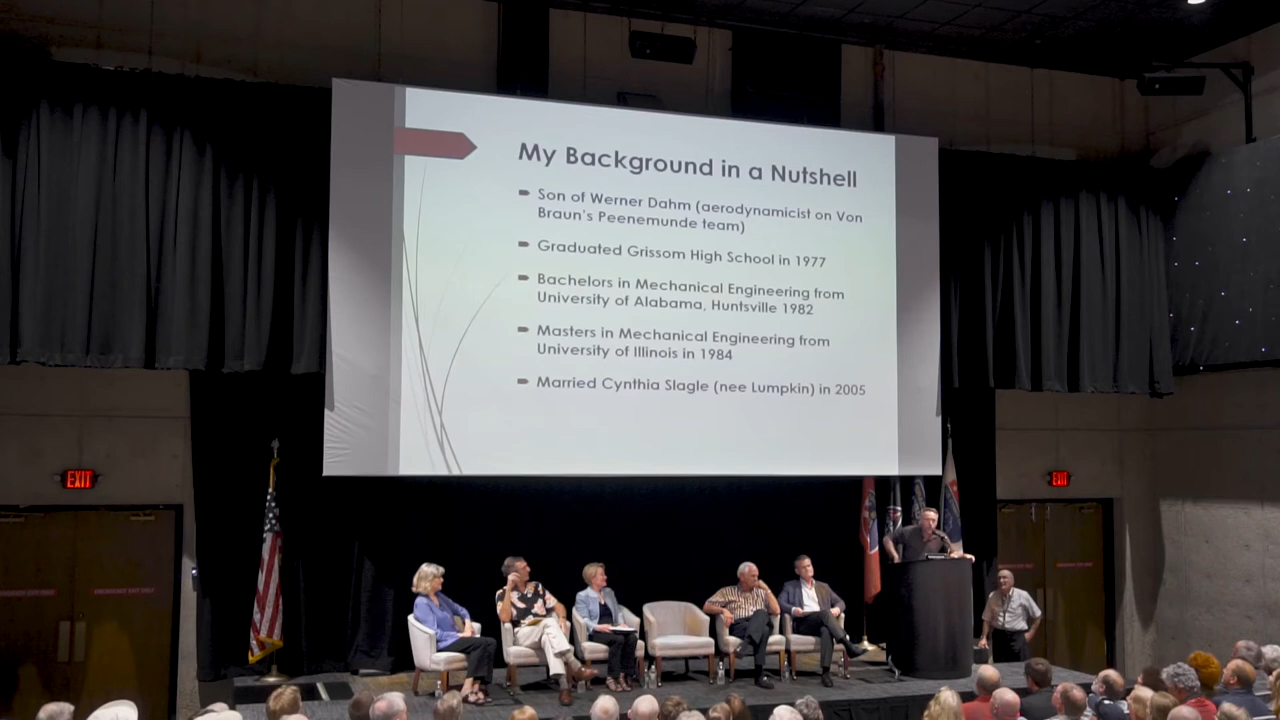 My Background in a Nutshell
Son of Werner Dahm (aerodynamicist on Von
Braun's Peenemunde team)
Graduated Grissom High School in 1977
Bachelors in Mechanical Engineering from
University of Alabama, Huntsville 1982
Masters in Mechanical Engineering from
University of Illinois in 1984
Married Cynthia Slagle (nee Lumpkin) in 2005
EXIT
EXIT